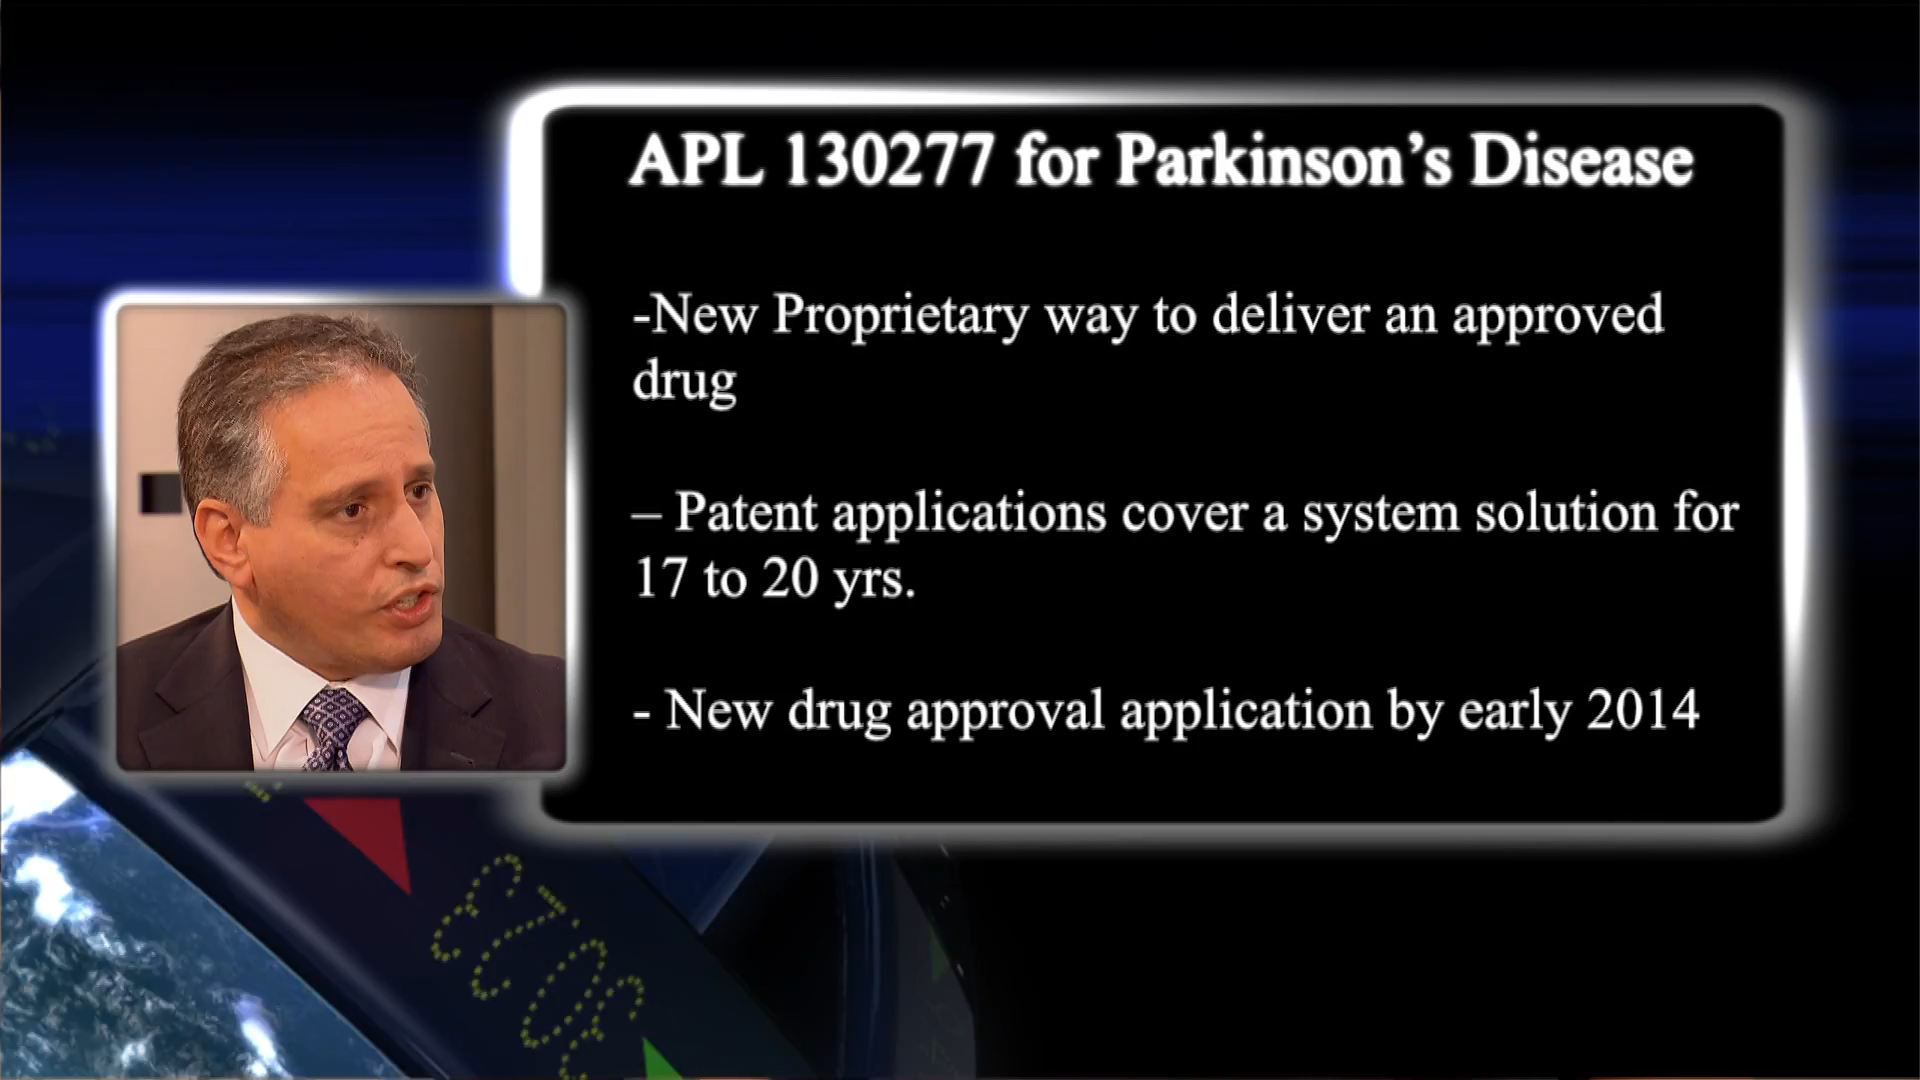 APL 130277 for Parkinson’s Disease
-New Proprietary way to deliver an approved
drug
– Patent applications cover a system solution for
17 to 20 yrs.
- New drug approval application by early 2014